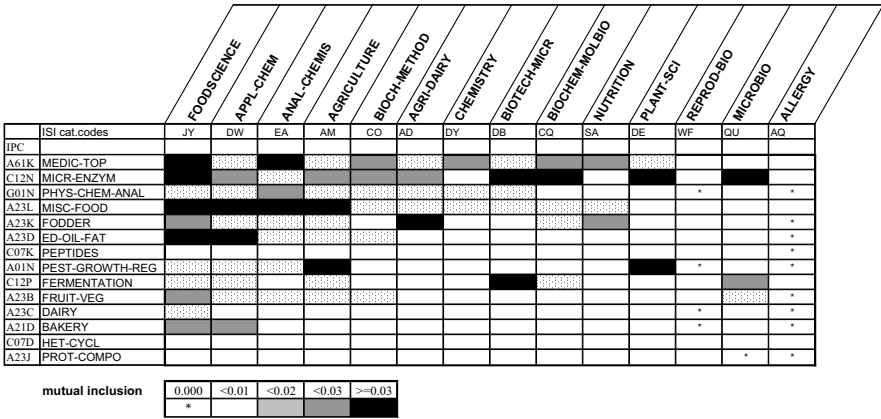 FOODSCIENCE APPL-CHEM ANAL-CHEMIS AGRICULTURE BIOCH-METHOD AGRI-DAIRY CHEMISTRY BIOTECH-MICR BIOCHEM-MOLBIO NUTRITION PLANT-SCI REPROD-BIO MICROBIO ALLERGY
ISI cat.codes JY DW EA AM CO AD DY DB CQ SA DE WF QU AQ
IPC
A61K MEDIC-TOP
C12N MICR-ENZYM
G01N PHYS-CHEM-ANAL * *
A23L MISC-FOOD
A23K FODDER *
A23D ED-OIL-FAT *
C07K PEPTIDES *
A01N PEST-GROWTH-REG * *
C12P FERMENTATION
A23B FRUIT-VEG *
A23C DAIRY * *
A21D BAKERY * *
C07D HET-CYCL
A23J PROT-COMPO * *
mutual inclusion 0.000 <0.01 <0.02 <0.03 >=0.03
*